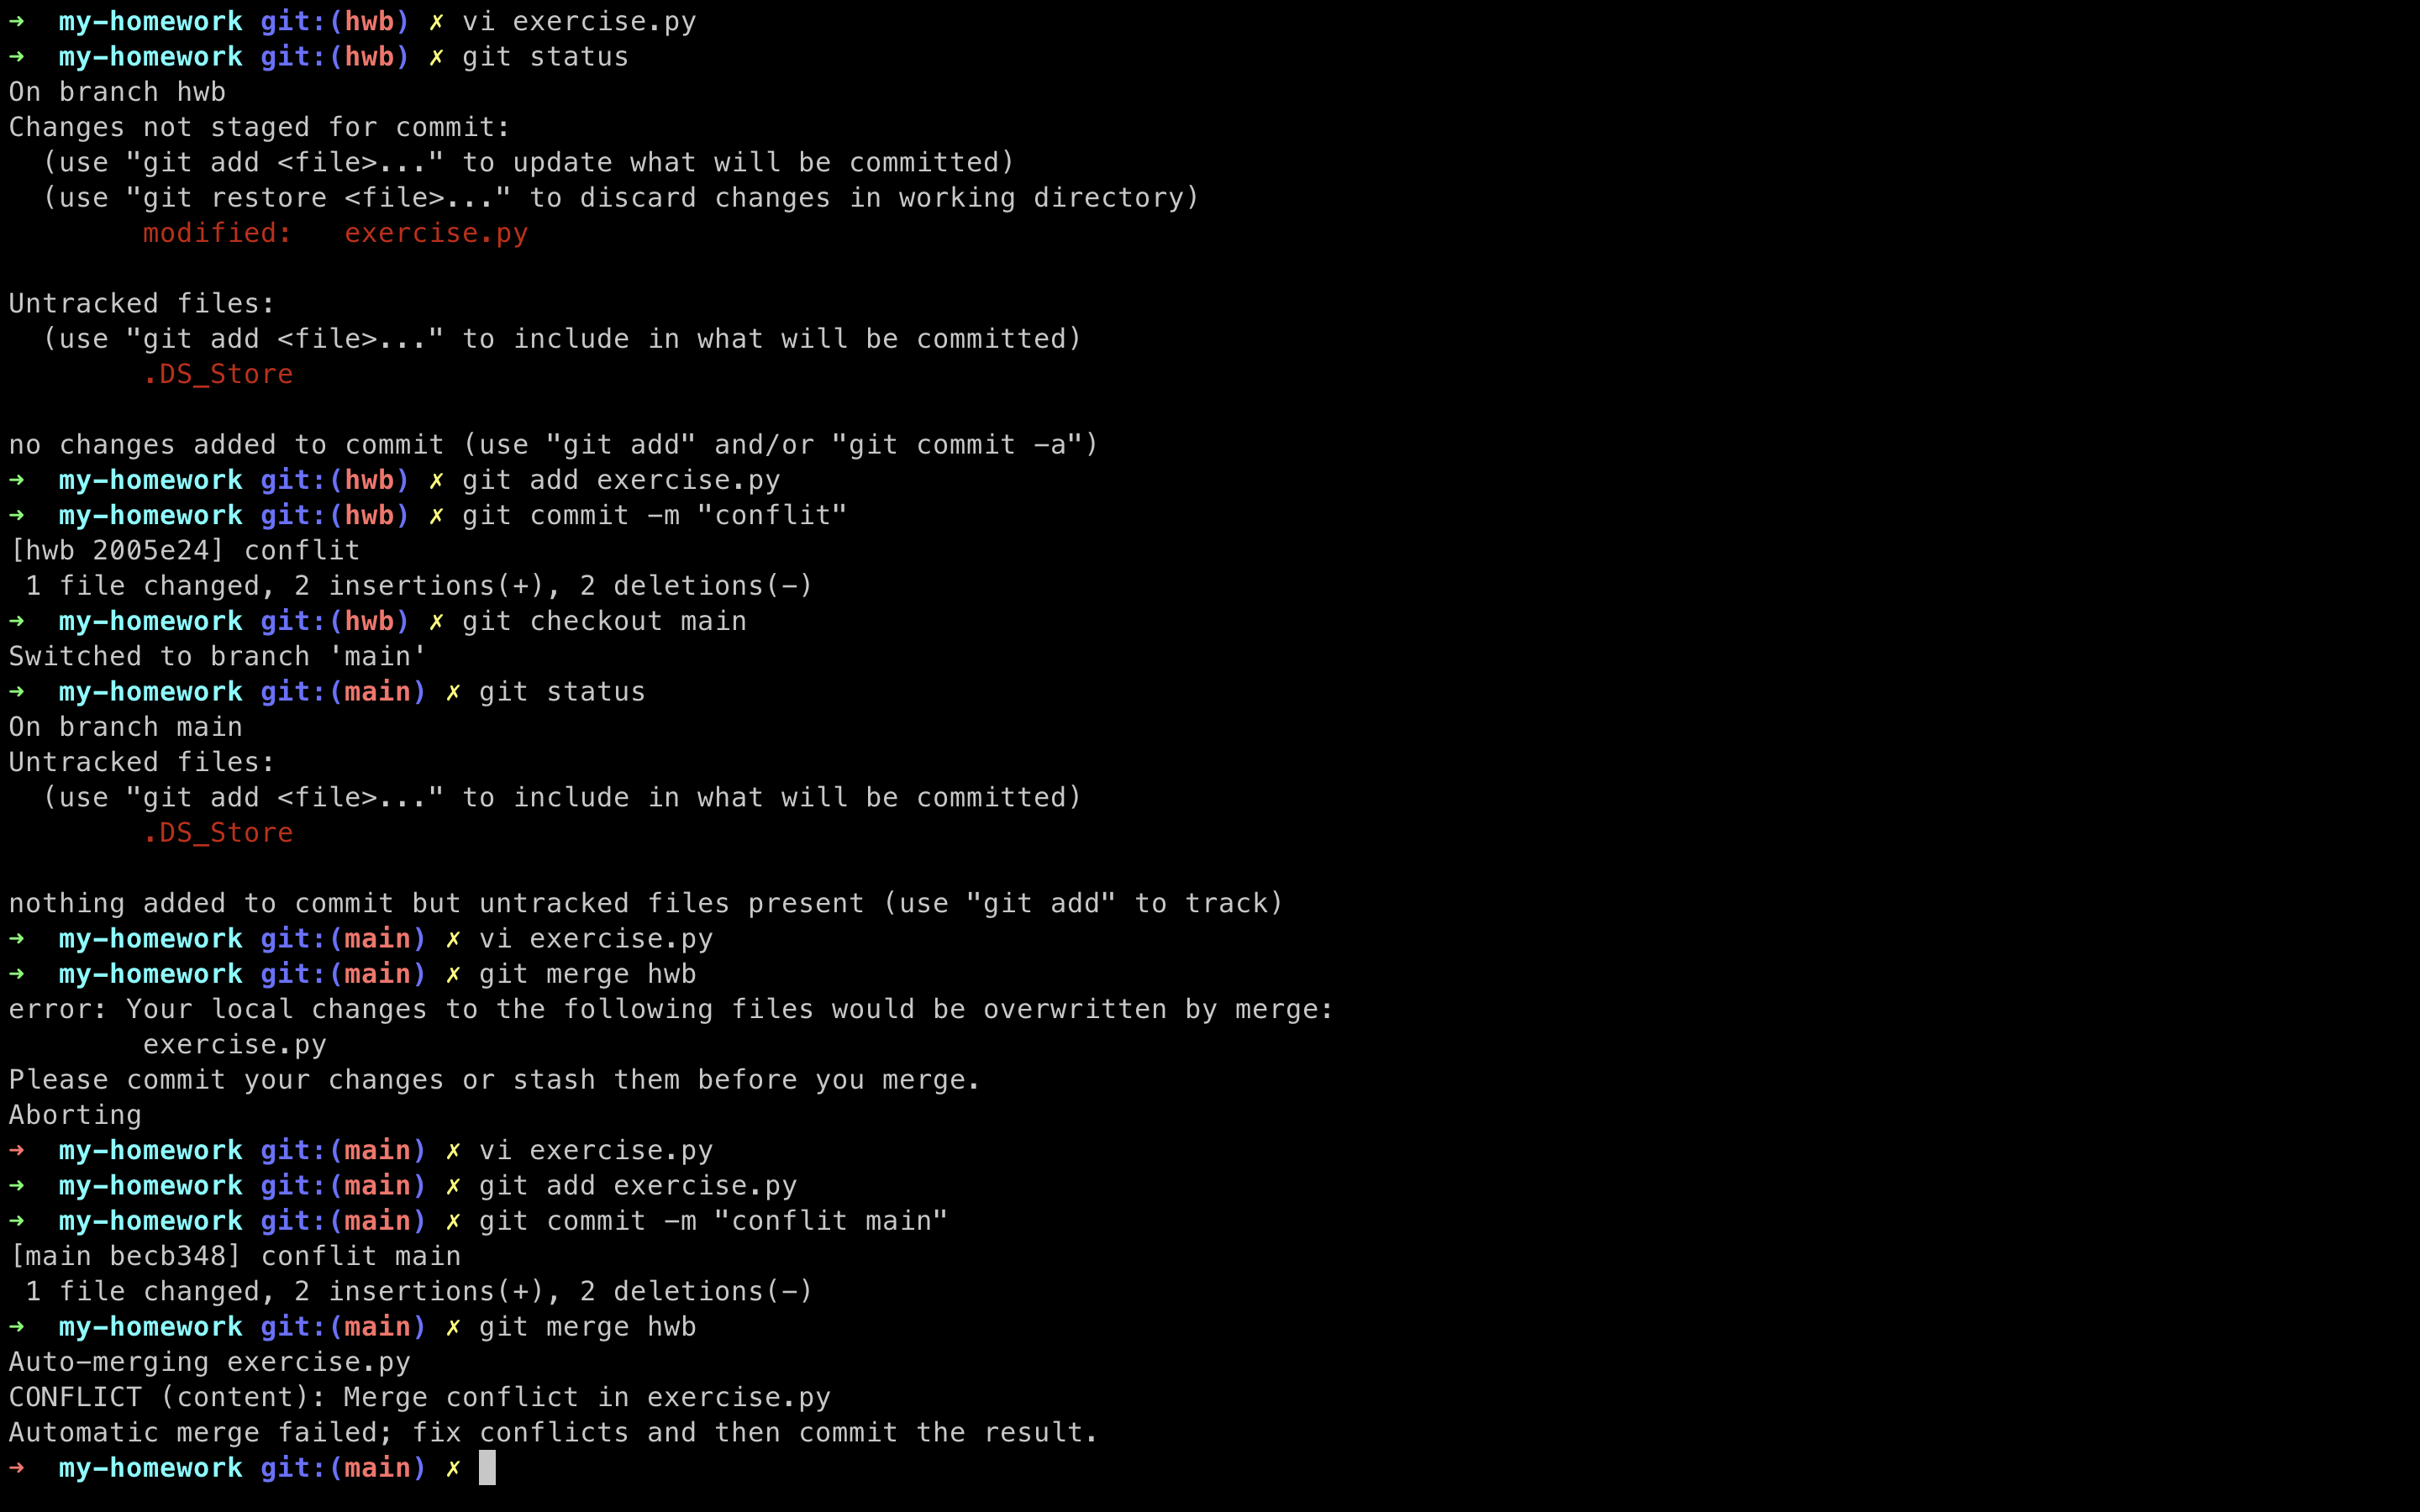 ➜  my-homework git:(hwb) ✗ vi exercise.py
➜  my-homework git:(hwb) ✗ git status
On branch hwb
Changes not staged for commit:
  (use "git add <file>..." to update what will be committed)
  (use "git restore <file>..." to discard changes in working directory)
        modified:   exercise.py

Untracked files:
  (use "git add <file>..." to include in what will be committed)
        .DS_Store

no changes added to commit (use "git add" and/or "git commit -a")
➜  my-homework git:(hwb) ✗ git add exercise.py
➜  my-homework git:(hwb) ✗ git commit -m "conflit"
[hwb 2005e24] conflit
 1 file changed, 2 insertions(+), 2 deletions(-)
➜  my-homework git:(hwb) ✗ git checkout main
Switched to branch 'main'
➜  my-homework git:(main) ✗ git status
On branch main
Untracked files:
  (use "git add <file>..." to include in what will be committed)
        .DS_Store

nothing added to commit but untracked files present (use "git add" to track)
➜  my-homework git:(main) ✗ vi exercise.py
➜  my-homework git:(main) ✗ git merge hwb
error: Your local changes to the following files would be overwritten by merge:
        exercise.py
Please commit your changes or stash them before you merge.
Aborting
➜  my-homework git:(main) ✗ vi exercise.py
➜  my-homework git:(main) ✗ git add exercise.py
➜  my-homework git:(main) ✗ git commit -m "conflit main"
[main becb348] conflit main
 1 file changed, 2 insertions(+), 2 deletions(-)
➜  my-homework git:(main) ✗ git merge hwb
Auto-merging exercise.py
CONFLICT (content): Merge conflict in exercise.py
Automatic merge failed; fix conflicts and then commit the result.
➜  my-homework git:(main) ✗